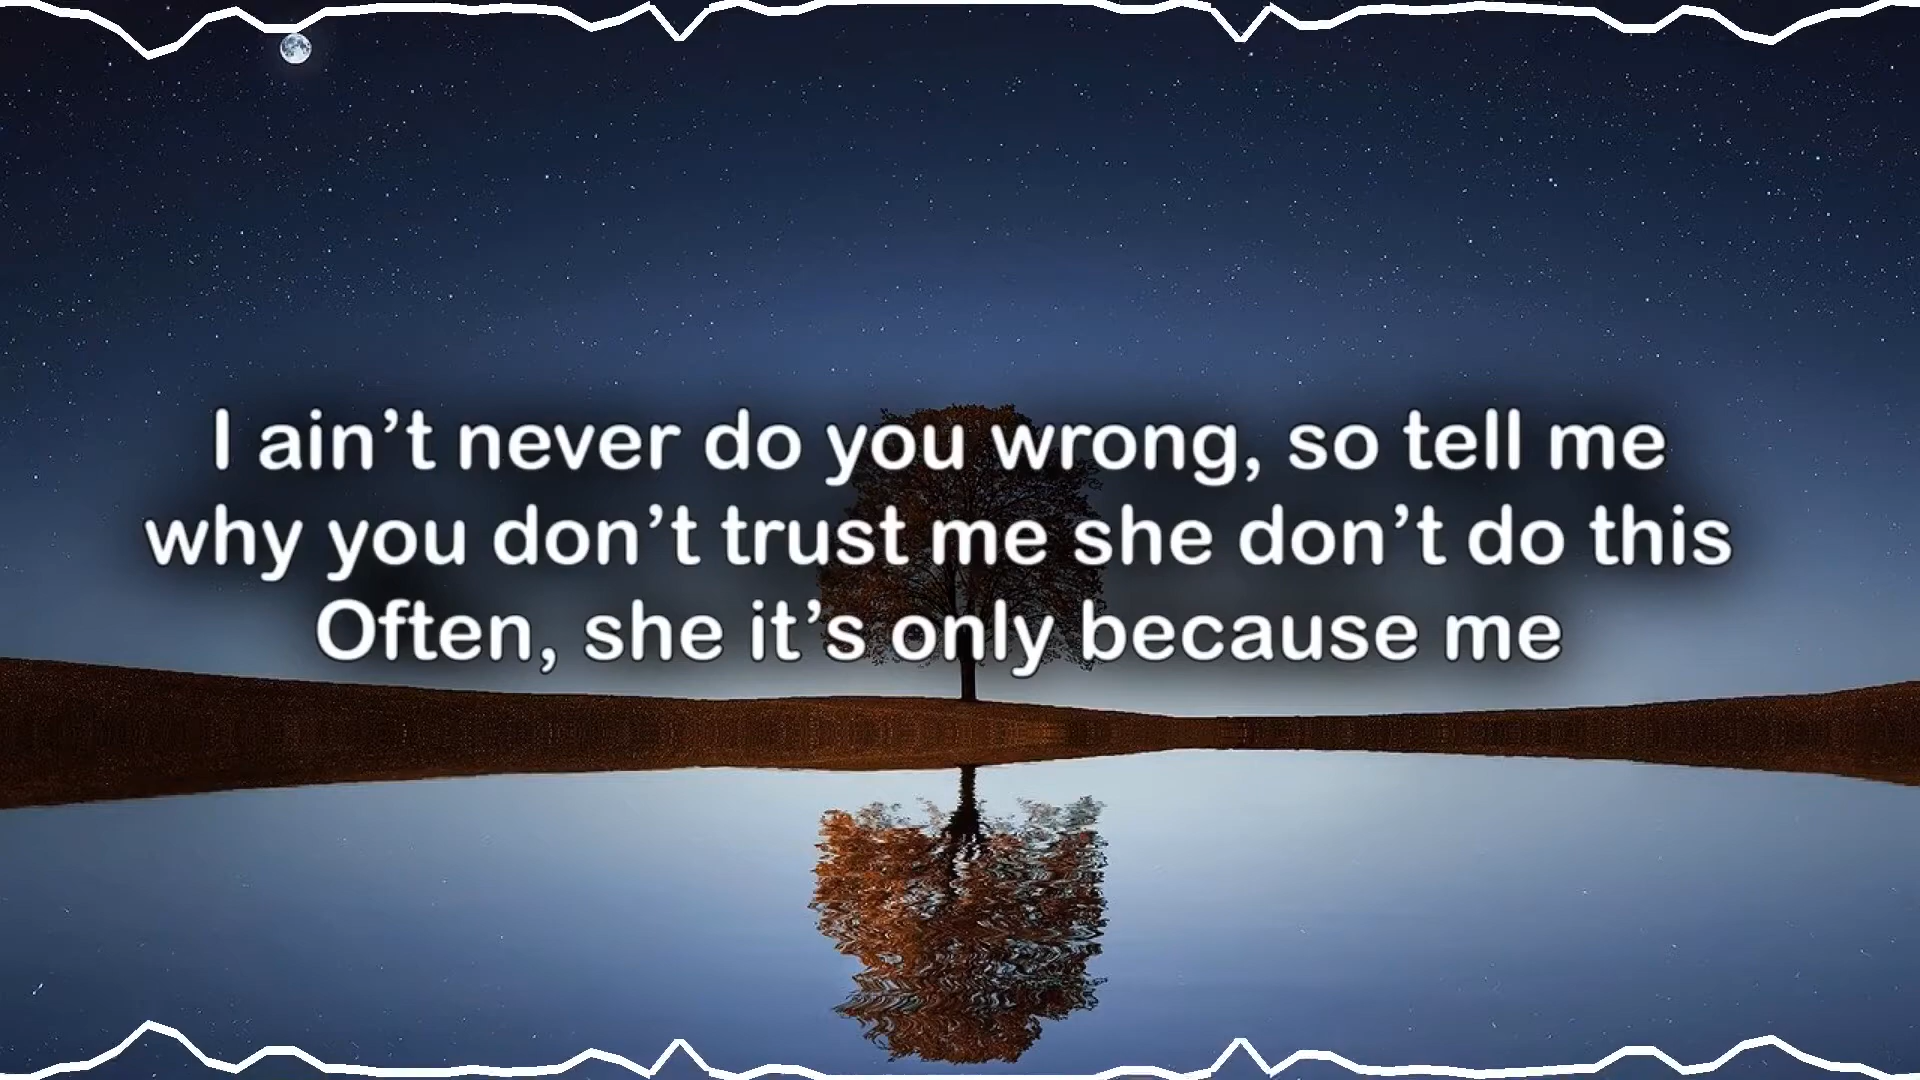 I ain’t never do you wrong, so tell me
why you don’t trust me she don’t do this
Often, she it’s only because me